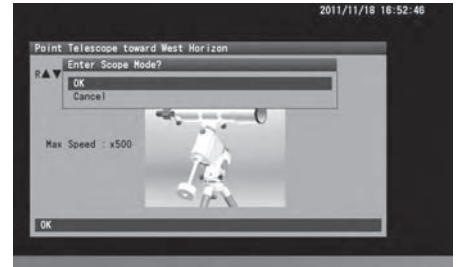 2011/11/18 16:52:46
Point Telescope toward West Horizon
Enter Scope Mode?
R▲▼
OK
Cancel
Max Speed : x500
OK